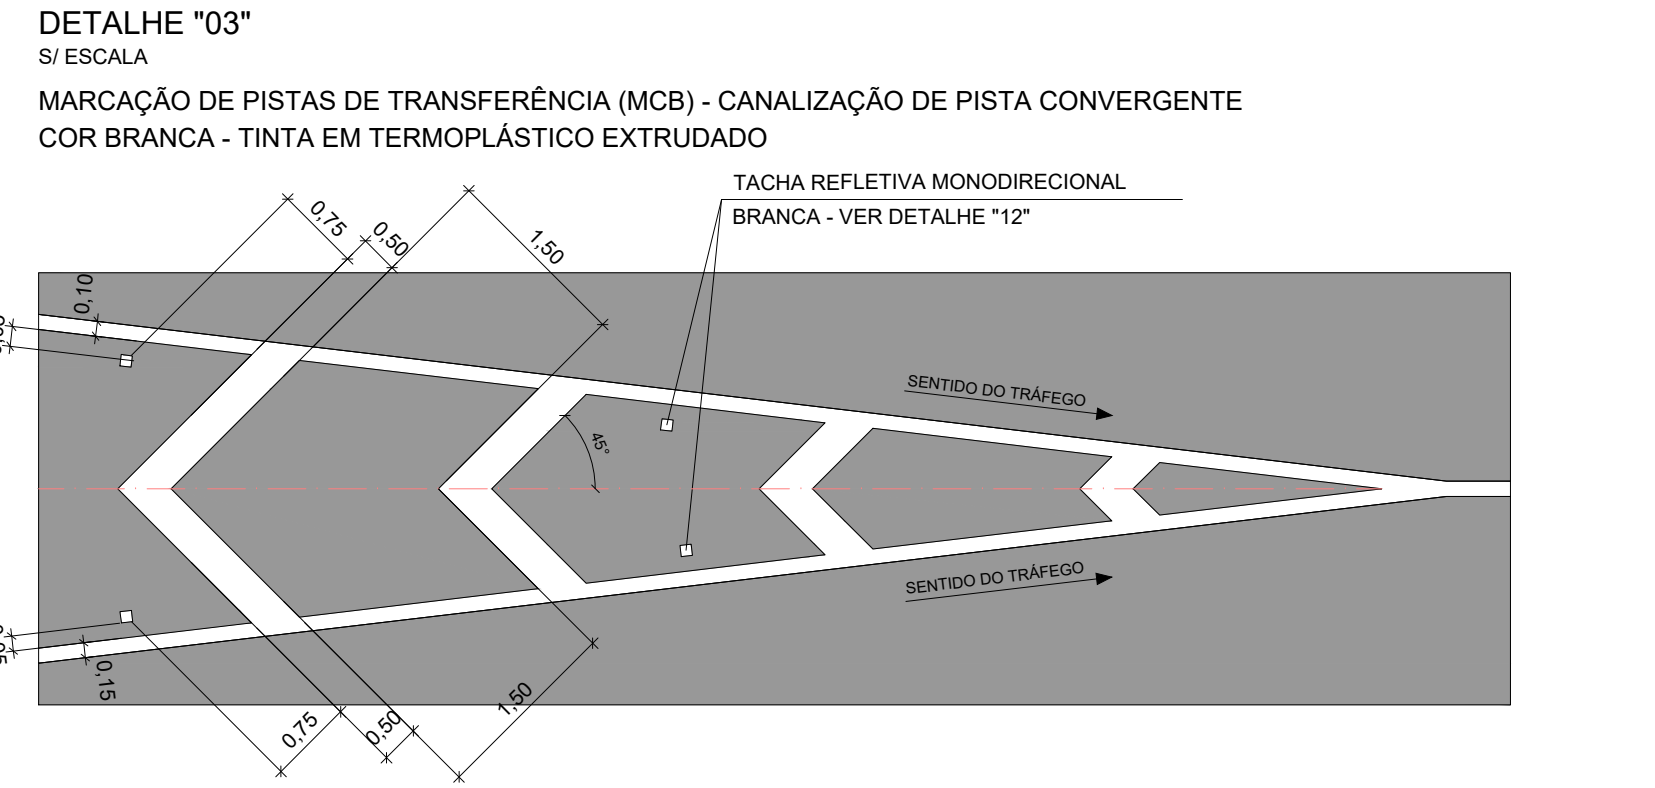 DETALHE "03"
S/ ESCALA
MARCAÇÃO DE PISTAS DE TRANSFERÊNCIA (MCB) - CANALIZAÇÃO DE PISTA CONVERGENTE
COR BRANCA - TINTA EM TERMOPLÁSTICO EXTRUDADO
TACHA REFLETIVA MONODIRECIONAL
BRANCA - VER DETALHE "12"
0,75
0,50
1,50
0,10
SENTIDO DO TRÁFEGO
45°
SENTIDO DO TRÁFEGO
0,15
0,75
0,50
1,50